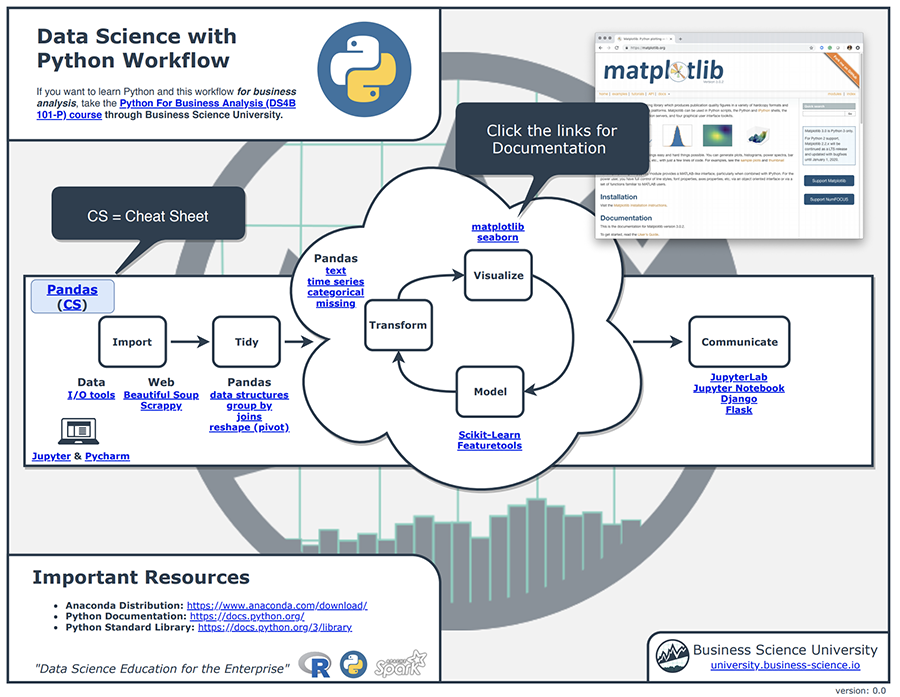 Data Science with
Python Workflow
If you want to learn Python and this workflow for business
analysis, take the Python For Business Analysis (DS4B
101-P) course through Business Science University.
matplotlib
Installation
Documentation
Support Matplotlib
Support NumFOCUS
Click the links for
Documentation
CS = Cheat Sheet
matplotlib
seaborn
Pandas
text
time series
categorical
missing
Visualize
Pandas
(CS)
Transform
Import
Tidy
Communicate
Data
I/O tools
Web
Beautiful Soup
Scrappy
Pandas
data structures
group by
joins
reshape (pivot)
Model
JupyterLab
Jupyter Notebook
Django
Flask
Scikit-Learn
Featuretools
Jupyter & Pycharm
Important Resources
• Anaconda Distribution: https://www.anaconda.com/download/
• Python Documentation: https://docs.python.org/
• Python Standard Library: https://docs.python.org/3/library
"Data Science Education for the Enterprise"
R
Spark
Business Science University
university.business-science.io
version: 0.0